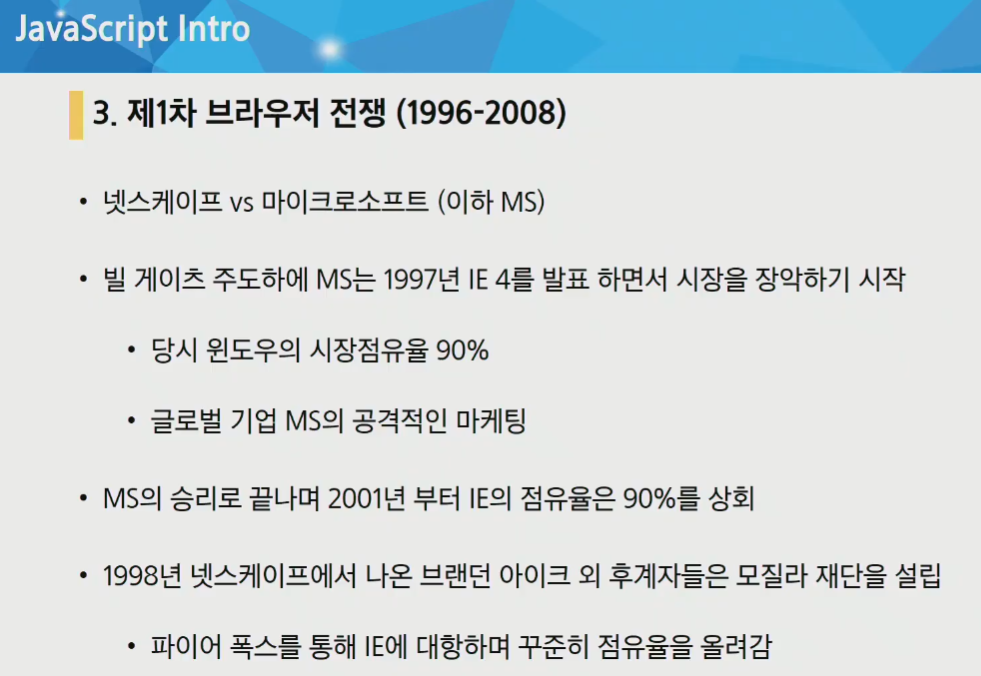 JavaScript Intro
3. 제1차 브라우저 전쟁 (1996-2008)
• 넷스케이프 vs 마이크로소프트 (이하 MS)
• 빌 게이츠 주도하에 MS는 1997년 IE 4를 발표 하면서 시장을 장악하기 시작
• 당시 윈도우의 시장점유율 90%
• 글로벌 기업 MS의 공격적인 마케팅
• MS의 승리로 끝나며 2001년 부터 IE의 점유율은 90%를 상회
• 1998년 넷스케이프에서 나온 브랜던 아이크 외 후계자들은 모질라 재단을 설립
• 파이어 폭스를 통해 IE에 대항하며 꾸준히 점유율을 올려감